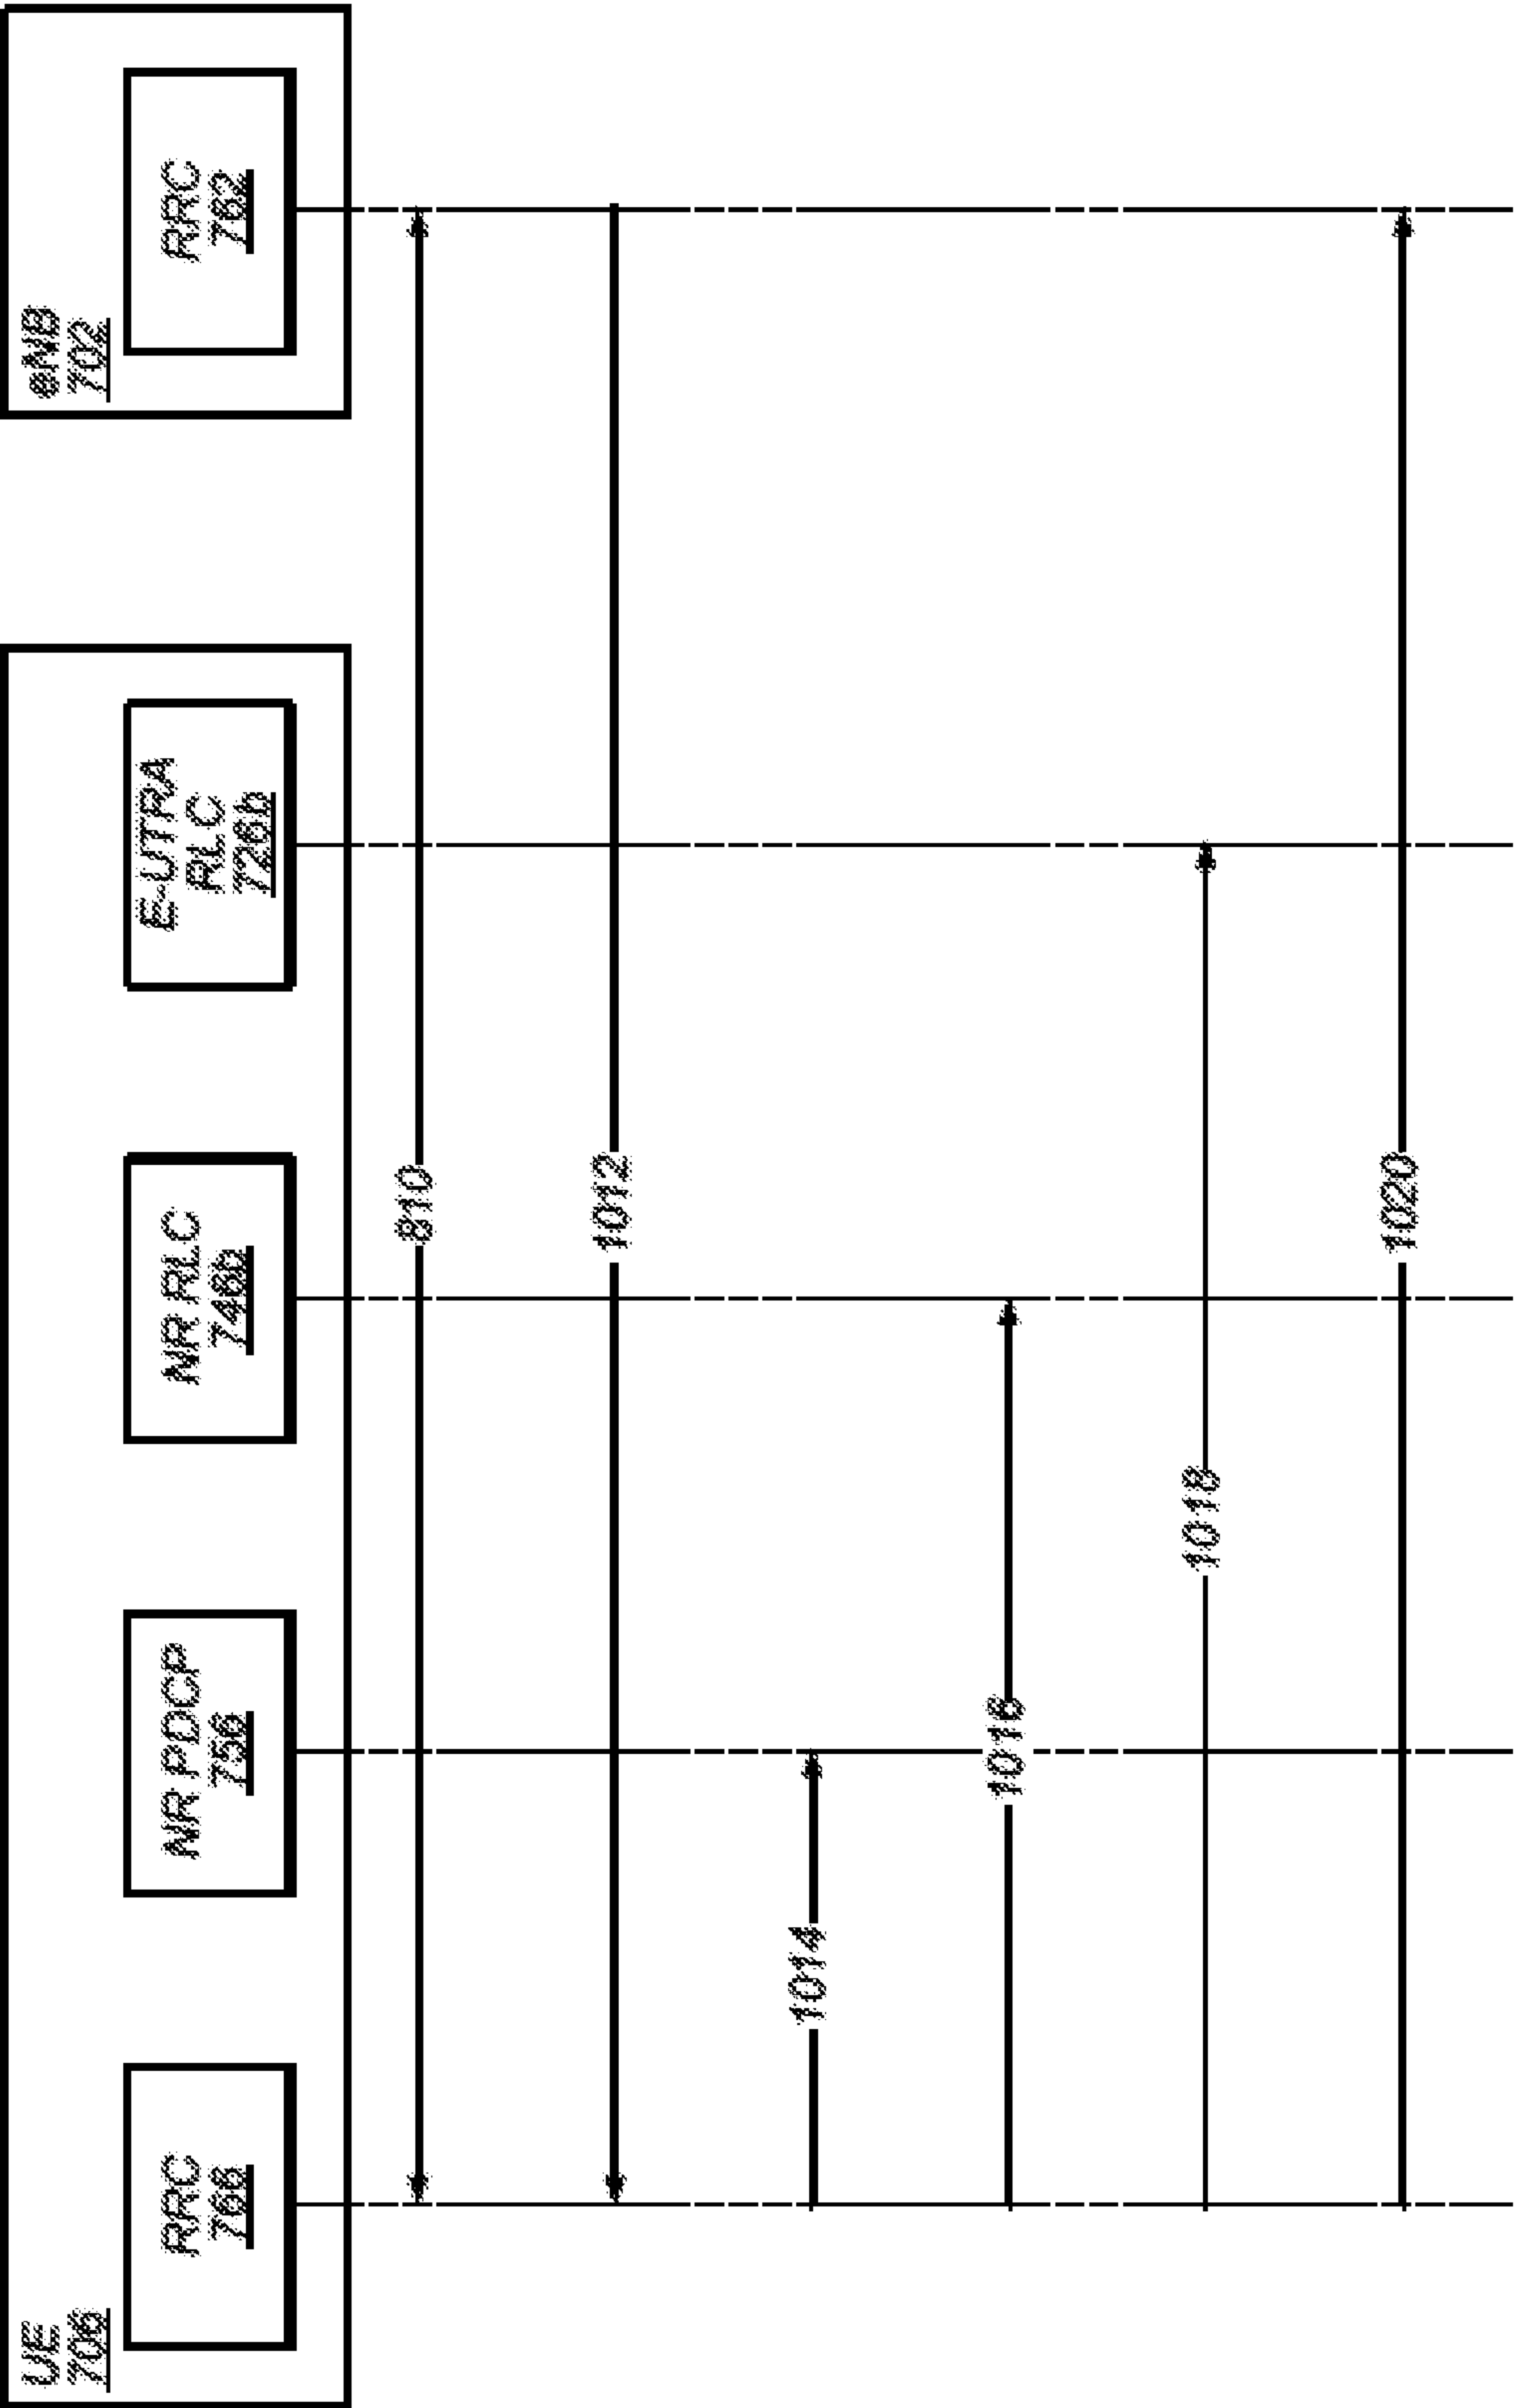 UE
706
RRC
766
NR PDCP
756
NR RLC
746b
E-UTRA
RLC
726b
eNB
702
RRC
762
810
1012
1014
1016
1018
1020